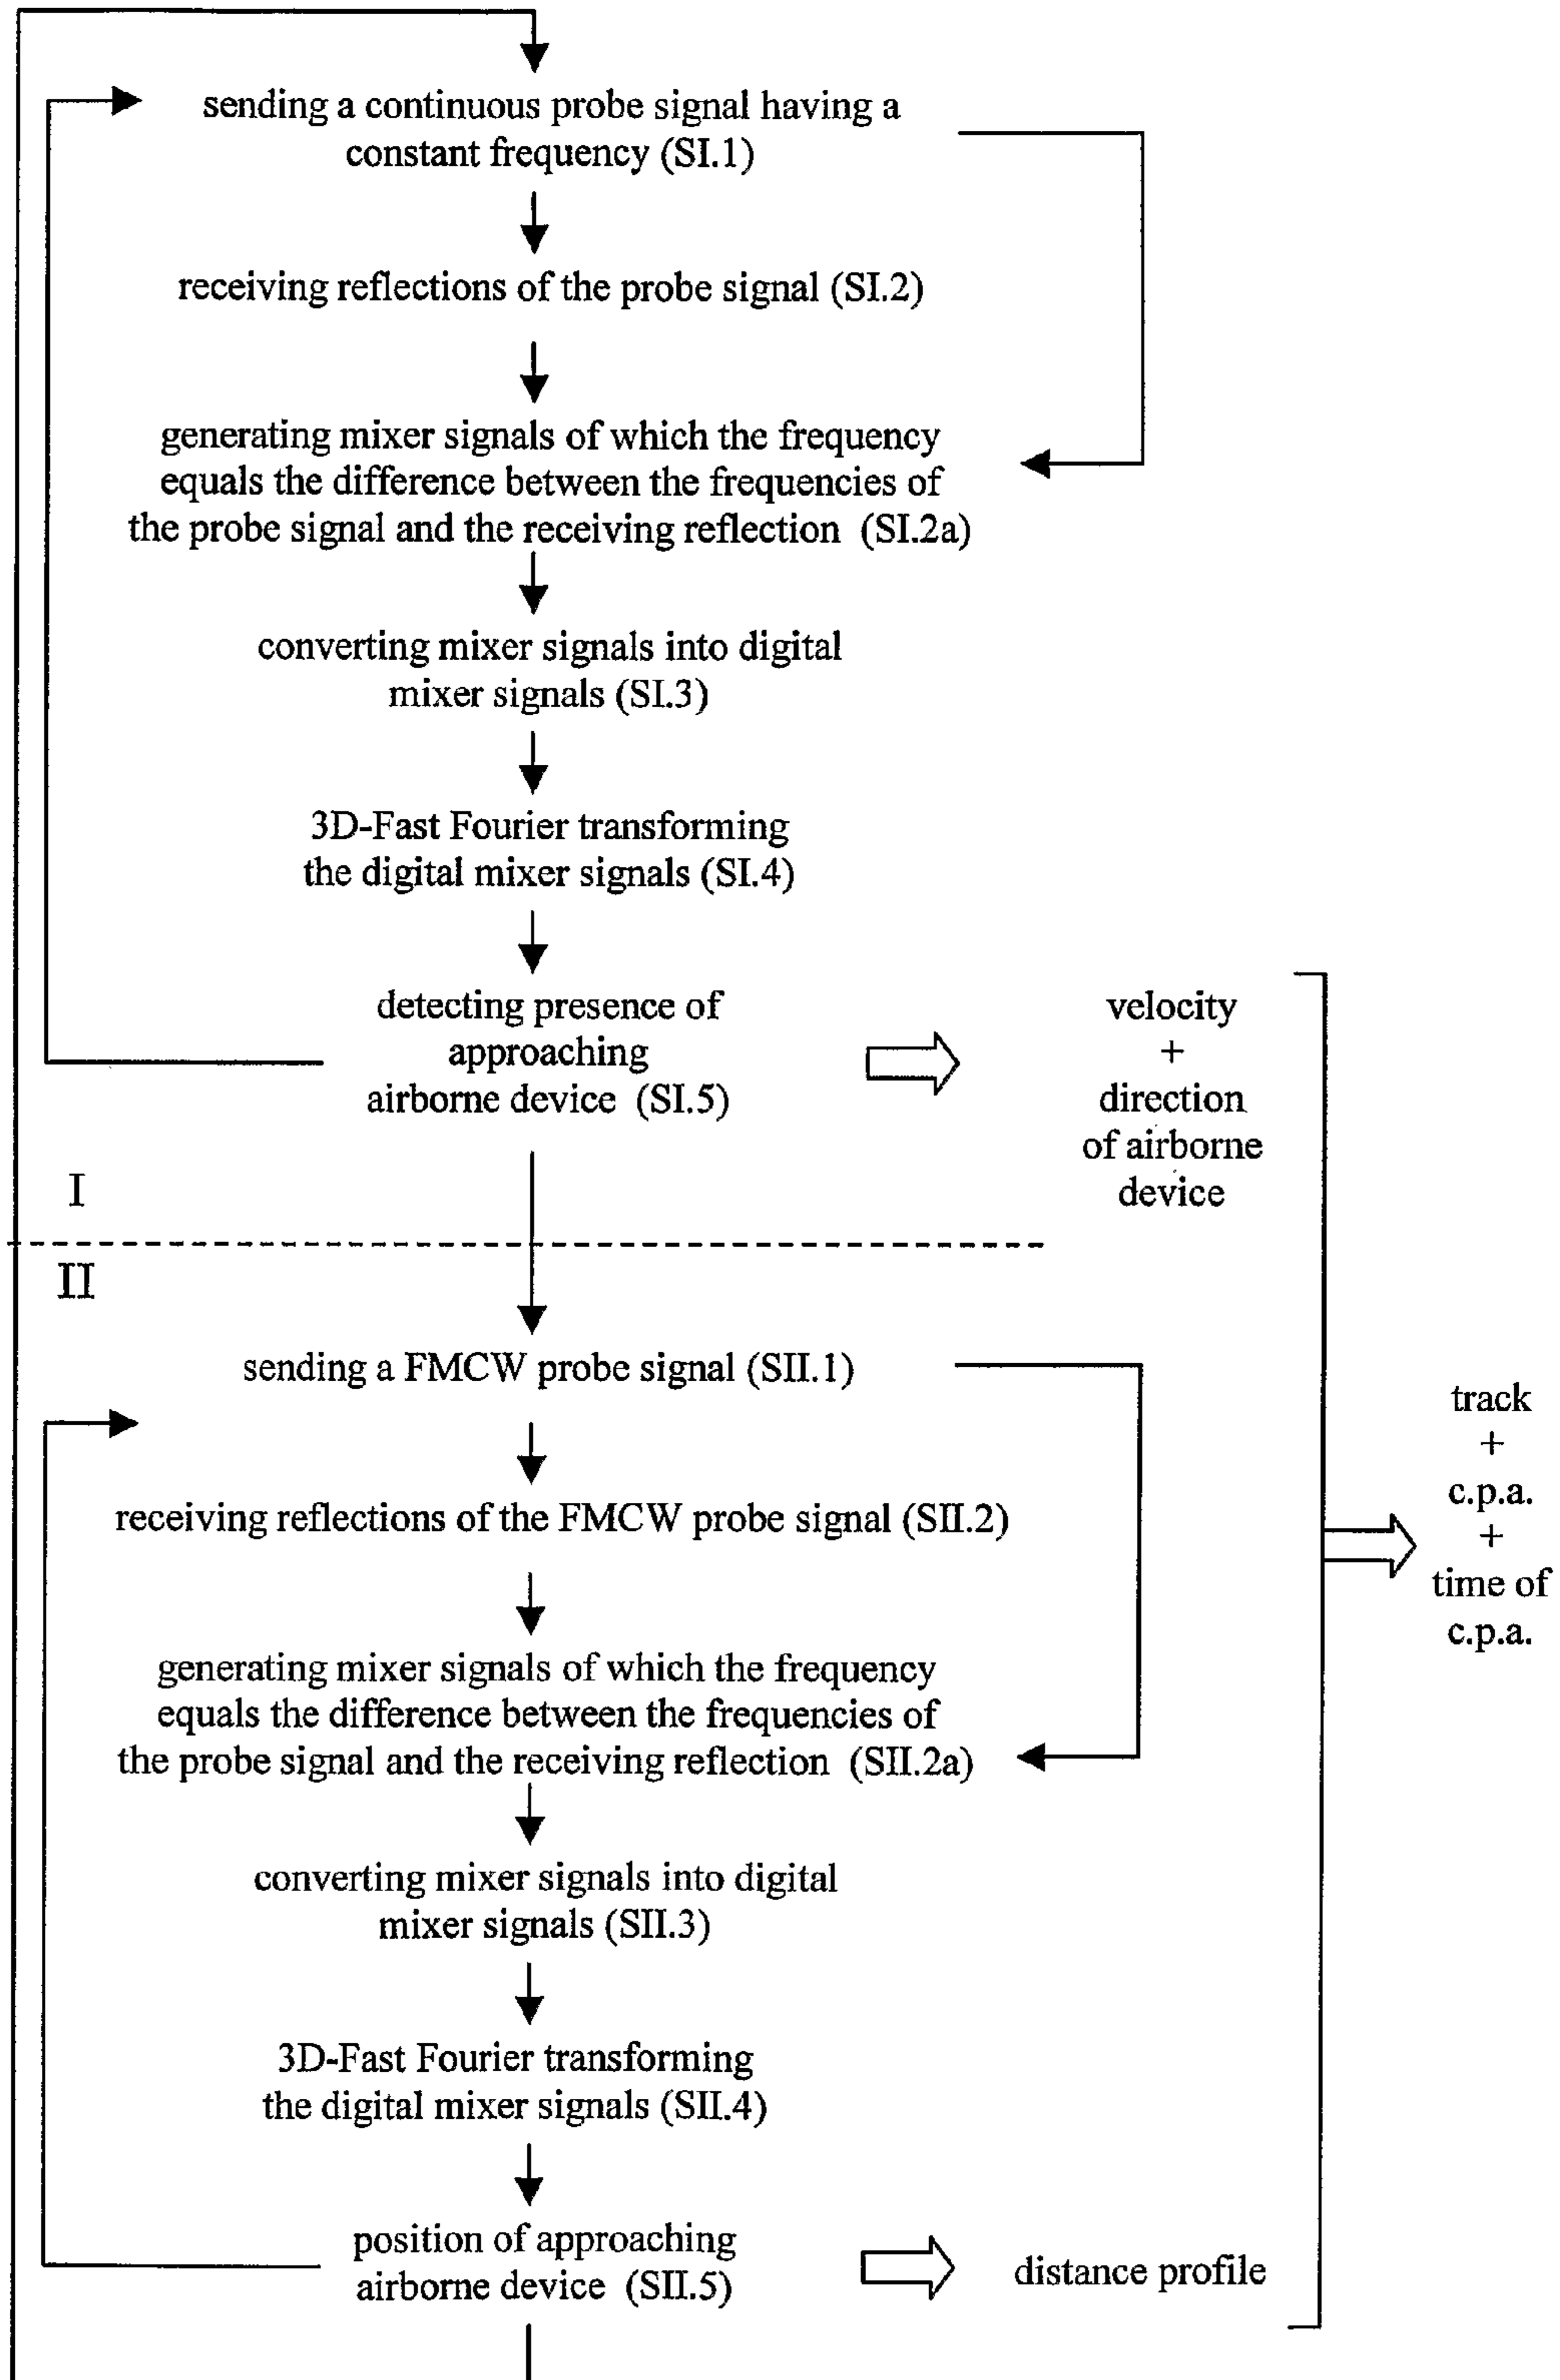 sending a continuous probe signal having a
constant frequency (SI.1)
receiving reflections of the probe signal (SI.2)
generating mixer signals of which the frequency
equals the difference between the frequencies of
the probe signal and the receiving reflection (SI.2a)
converting mixer signals into digital
mixer signals (SI.3)
3D-Fast Fourier transforming
the digital mixer signals (SI.4)
detecting presence of
approaching
airborne device (SI.5)
velocity
+
direction
of airborne
device
I
II
sending a FMCW probe signal (SII.1)
receiving reflections of the FMCW probe signal (SII.2)
generating mixer signals of which the frequency
equals the difference between the frequencies of
the probe signal and the receiving reflection (SII.2a)
converting mixer signals into digital
mixer signals (SII.3)
3D-Fast Fourier transforming
the digital mixer signals (SII.4)
position of approaching
airborne device (SII.5)
distance profile
track
+
c.p.a.
+
time of
c.p.a.